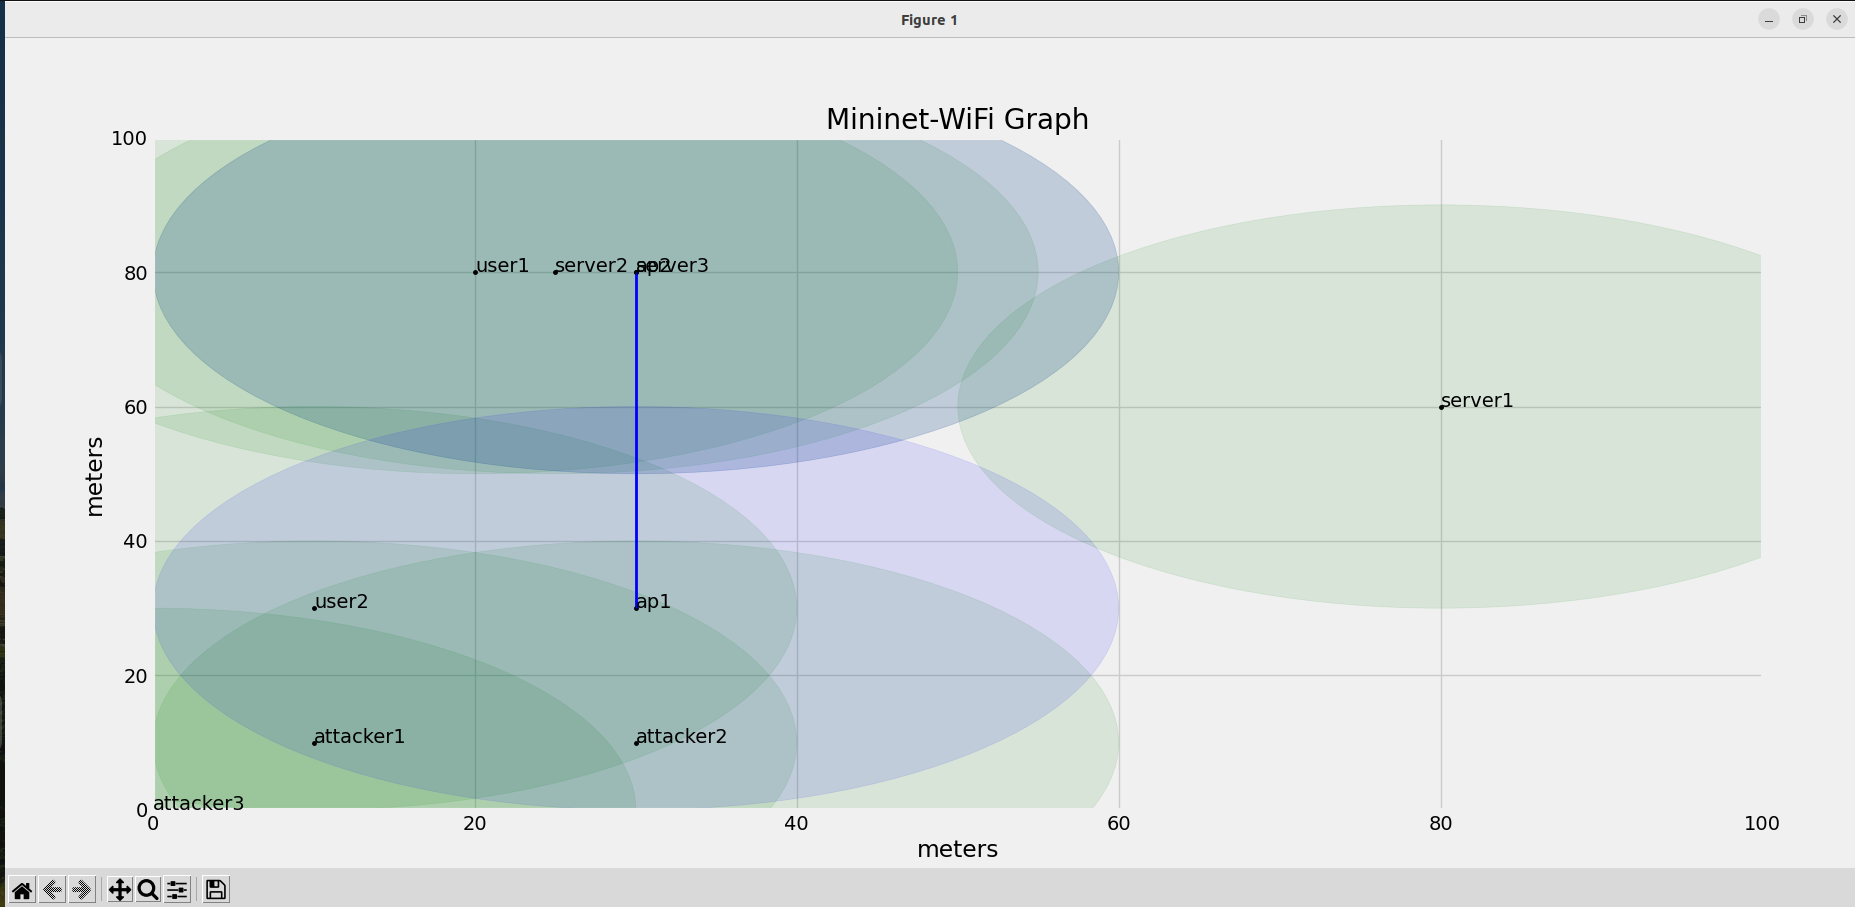 Figure 1
Mininet-WiFi Graph
100
80
60
40
20
0
meters
user1
server2
ap2
server3
server1
user2
ap1
attacker1
attacker2
attacker3
0
20
40
60
80
100
meters